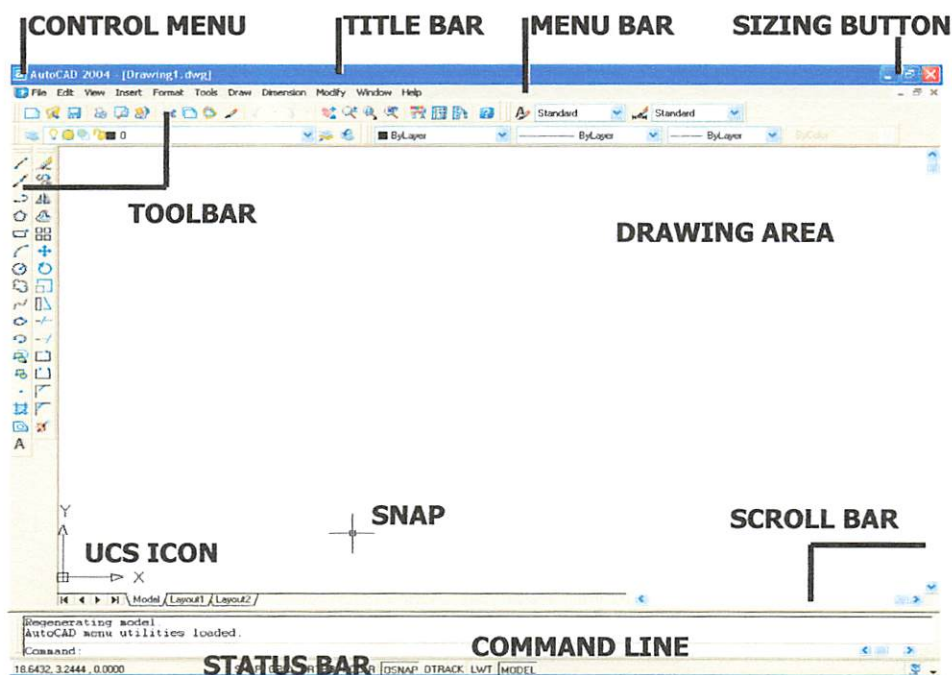 CONTROL MENU TITLE BAR MENU BAR SIZING BUTTON
AutoCAD 2004 - [Drawing1.dwg]
File Edit View Insert Format Tools Draw Dimension Modify Window Help
Standard Standard
0 ByLayer ByLayer ByLayer ByColor
TOOLBAR
DRAWING AREA
A
Y
SNAP
SCROLL BAR
UCS ICON
X
Model Layout1 Layout2
Regenerating model
AutoCAD menu utilities loaded.
COMMAND LINE
Command:
18.6432, 3.2444 , 0.0000 STATUS BAR OSNAP OTRACK LWT MODEL